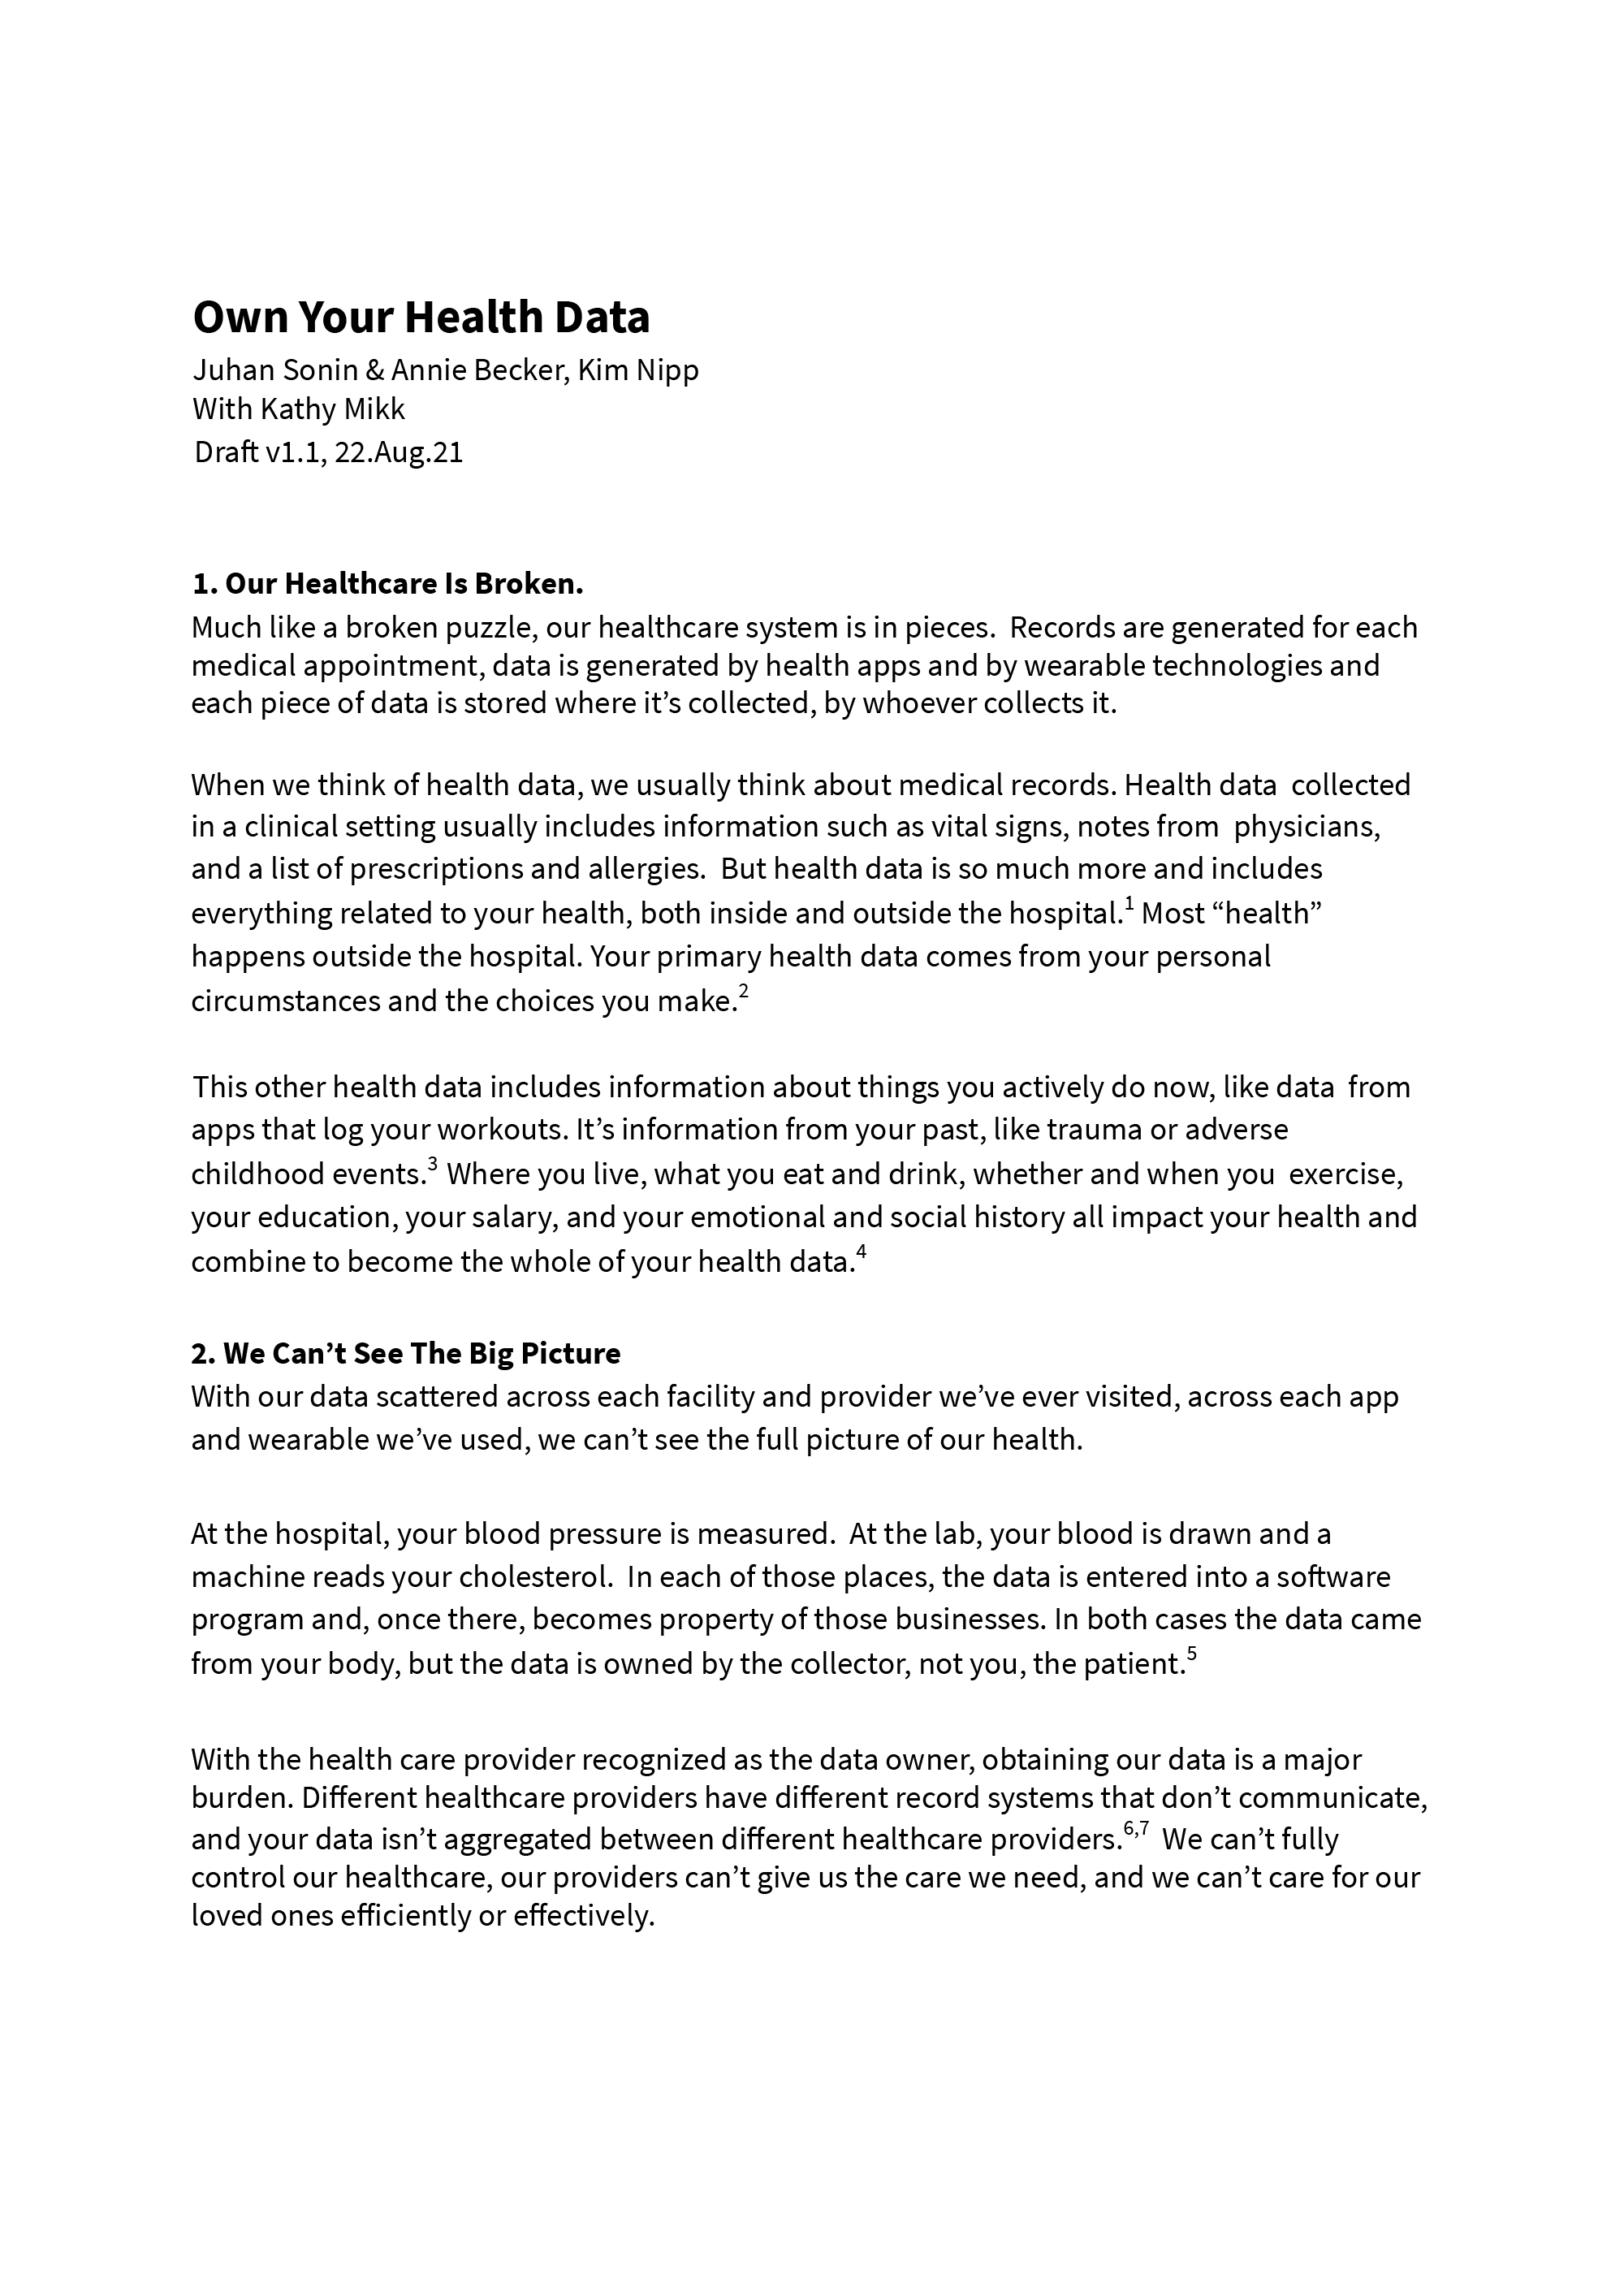 Own Your Health Data
Juhan Sonin & Annie Becker, Kim Nipp
With Kathy Mikk
Draft v1.1, 22.Aug.21
1. Our Healthcare Is Broken.
Much like a broken puzzle, our healthcare system is in pieces.  Records are generated for each
medical appointment, data is generated by health apps and by wearable technologies and
each piece of data is stored where it’s collected, by whoever collects it.
When we think of health data, we usually think about medical records. Health data  collected
in a clinical setting usually includes information such as vital signs, notes from  physicians,
and a list of prescriptions and allergies.  But health data is so much more and includes
everything related to your health, both inside and outside the hospital.1 Most “health”
happens outside the hospital. Your primary health data comes from your personal
circumstances and the choices you make.2
This other health data includes information about things you actively do now, like data  from
apps that log your workouts. It’s information from your past, like trauma or adverse
childhood events.3 Where you live, what you eat and drink, whether and when you  exercise,
your education, your salary, and your emotional and social history all impact your health and
combine to become the whole of your health data.4
2. We Can’t See The Big Picture
With our data scattered across each facility and provider we’ve ever visited, across each app
and wearable we’ve used, we can’t see the full picture of our health.
At the hospital, your blood pressure is measured.  At the lab, your blood is drawn and a
machine reads your cholesterol.  In each of those places, the data is entered into a software
program and, once there, becomes property of those businesses. In both cases the data came
from your body, but the data is owned by the collector, not you, the patient.5
With the health care provider recognized as the data owner, obtaining our data is a major
burden. Different healthcare providers have different record systems that don’t communicate,
and your data isn’t aggregated between different healthcare providers.6,7  We can’t fully
control our healthcare, our providers can’t give us the care we need, and we can’t care for our
loved ones efficiently or effectively.